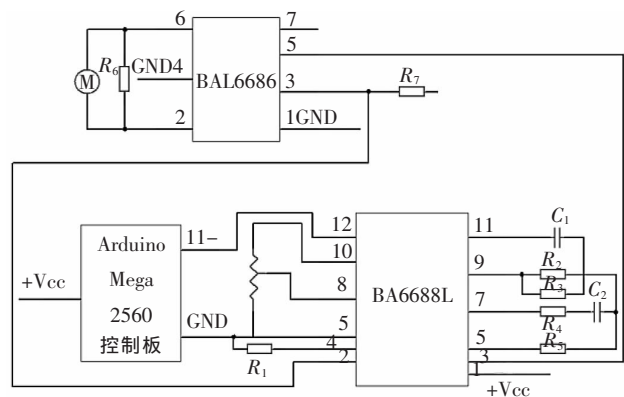 6
7
5
M
R6
GND4
BAL6686
3
R7
2
1GND
Arduino
Mega
2560
控制板
+Vcc
11-
GND
R1
12
10
8
5
4
2
BA6688L
11
9
7
5
3
1
C1
R2
R3
C2
R4
R5
+Vcc